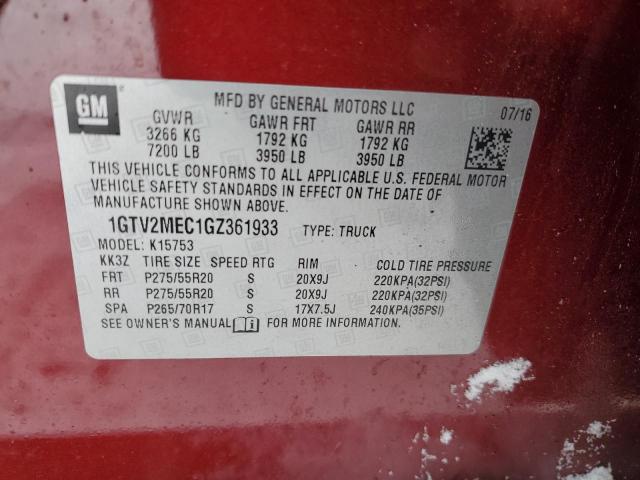 GM
MFD BY GENERAL MOTORS LLC
07/16
GVWR GAWR FRT GAWR RR
3266 KG 1792 KG 1792 KG
7200 LB 3950 LB 3950 LB
THIS VEHICLE CONFORMS TO ALL APPLICABLE U.S. FEDERAL MOTOR
VEHICLE SAFETY STANDARDS IN EFFECT ON THE DATE OF
MANUFACTURE SHOWN ABOVE.
1GTV2MEC1GZ361933 TYPE: TRUCK
MODEL: K15753
KK3Z TIRE SIZE SPEED RTG RIM COLD TIRE PRESSURE
FRT P275/55R20 S 20X9J 220KPA(32PSI)
RR P275/55R20 S 20X9J 220KPA(32PSI)
SPA P265/70R17 S 17X7.5J 240KPA(35PSI)
SEE OWNER'S MANUAL FOR MORE INFORMATION.